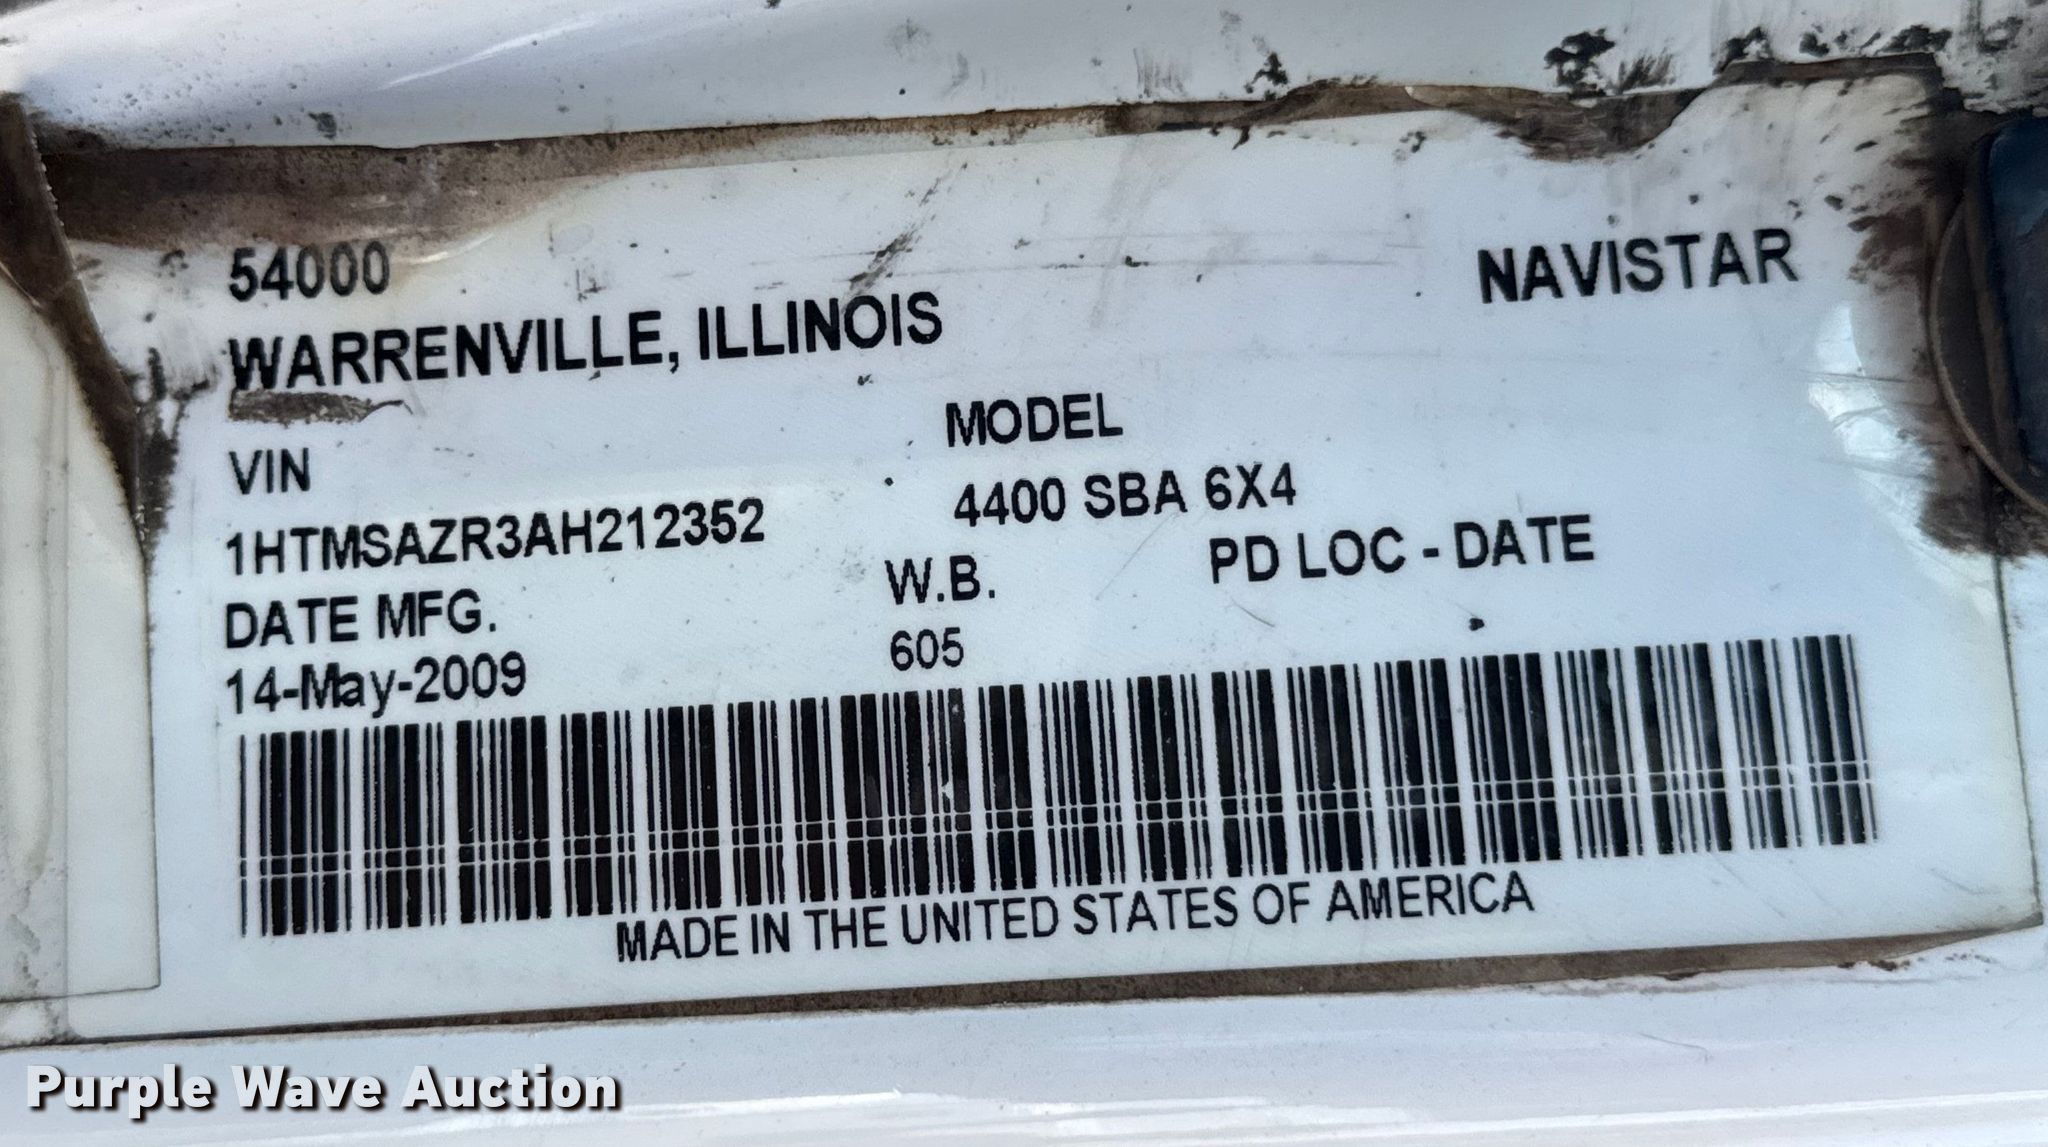 54000
NAVISTAR
WARRENVILLE, ILLINOIS
VIN
MODEL
1HTMSAZR3AH212352
4400 SBA 6X4
DATE MFG.
W.B.
PD LOC - DATE
14-May-2009
605
MADE IN THE UNITED STATES OF AMERICA
Purple Wave Auction